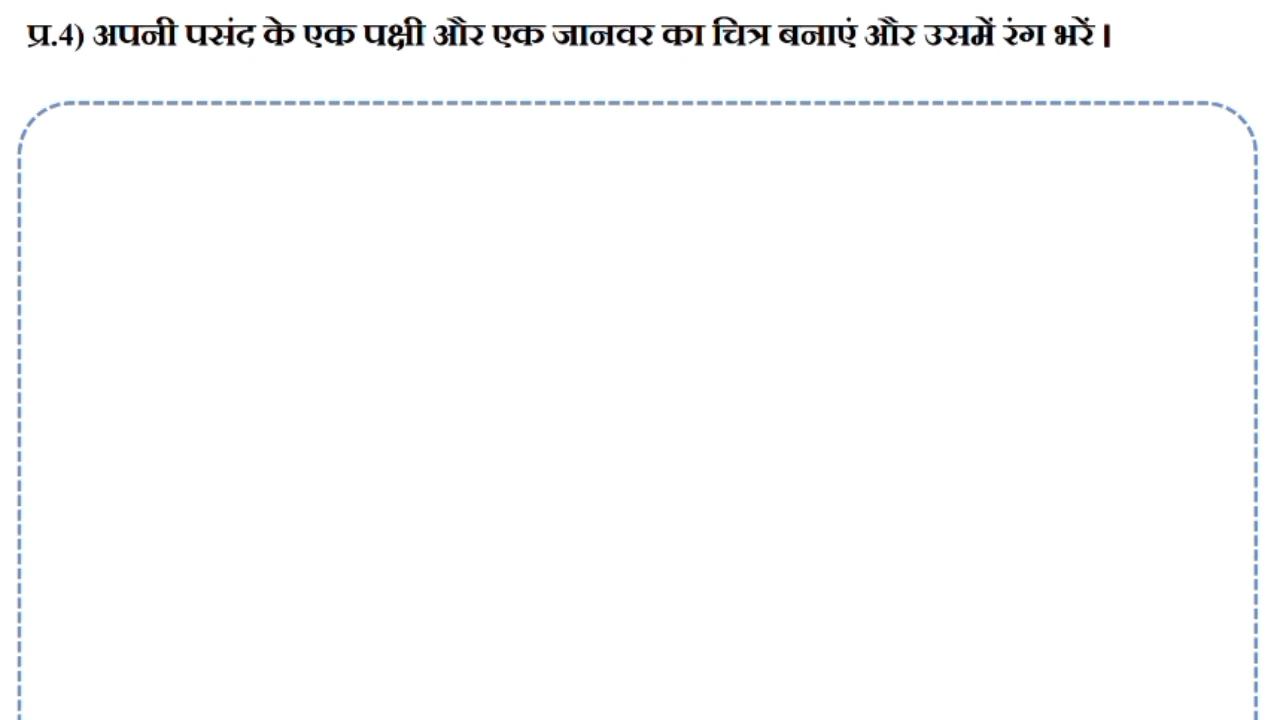 प्र.4) अपनी पसंद के एक पक्षी और एक जानवर का चित्र बनाएं और उसमें रंग भरें।